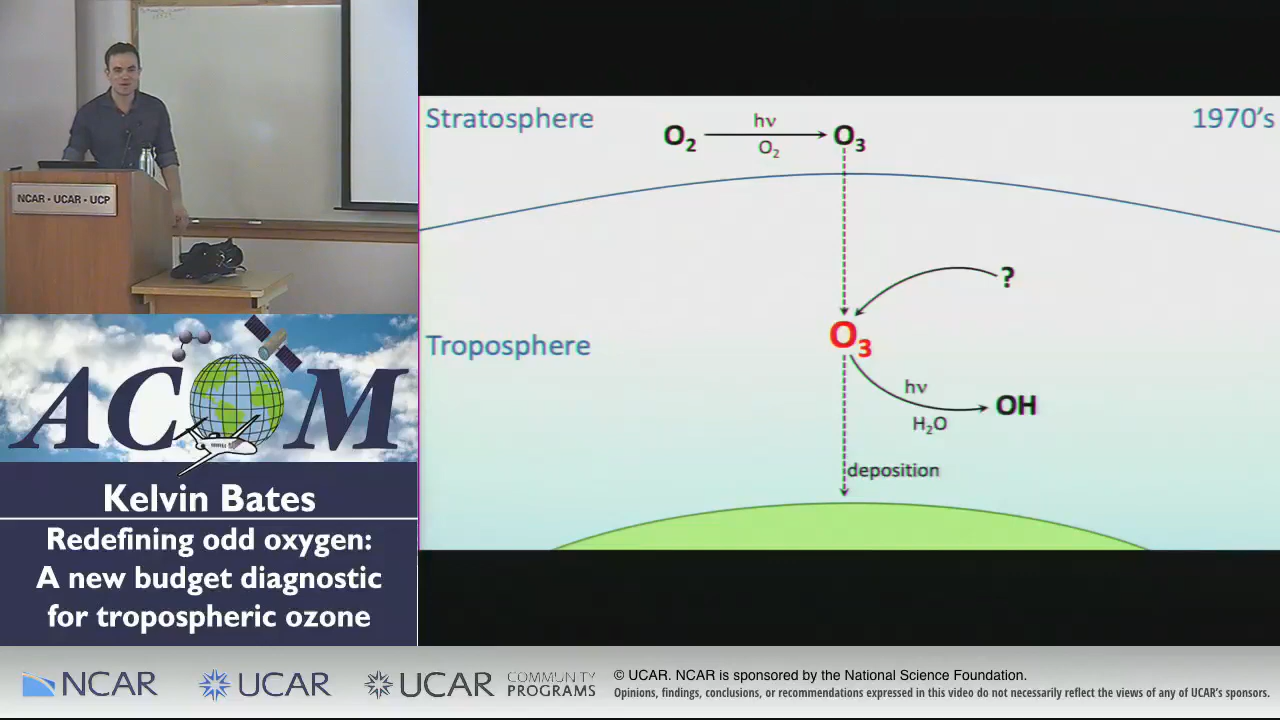 NCAR • UCAR • UCP
ACOM
Kelvin Bates
Redefining odd oxygen:
A new budget diagnostic
for tropospheric ozone
Stratosphere
1970's
O₂
hν
O₂
O₃
?
Troposphere
O₃
hν
H₂O
OH
deposition
NCAR
UCAR
UCAR
COMMUNITY
PROGRAMS
© UCAR. NCAR is sponsored by the National Science Foundation.
Opinions, findings, conclusions, or recommendations expressed in this video do not necessarily reflect the views of any of UCAR's sponsors.